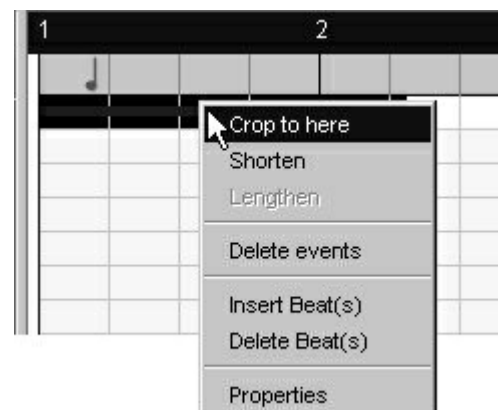 1 2
Crop to here
Shorten
Lengthen
Delete events
Insert Beat(s)
Delete Beat(s)
Properties